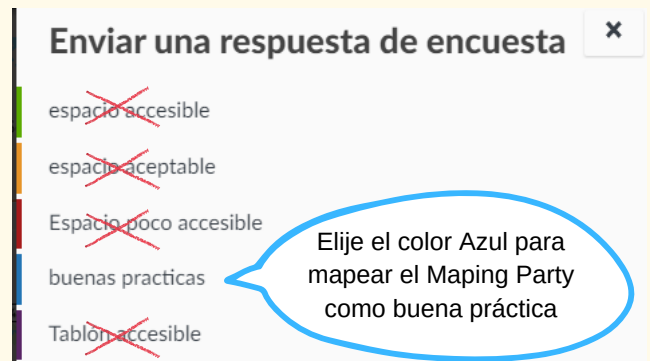 Enviar una respuesta de encuesta
×
espacio accesible
espacio aceptable
Espacio poco accesible
buenas practicas
Tablón accesible
Elije el color Azul para
mapear el Maping Party
como buena práctica